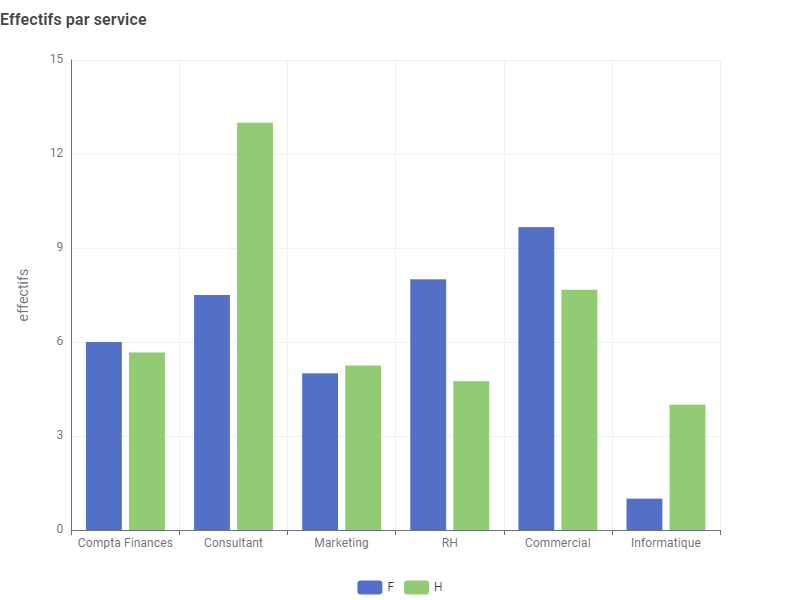 Effectifs par service
effectifs
15
12
9
6
3
0
Compta Finances Consultant Marketing RH Commercial Informatique
F H